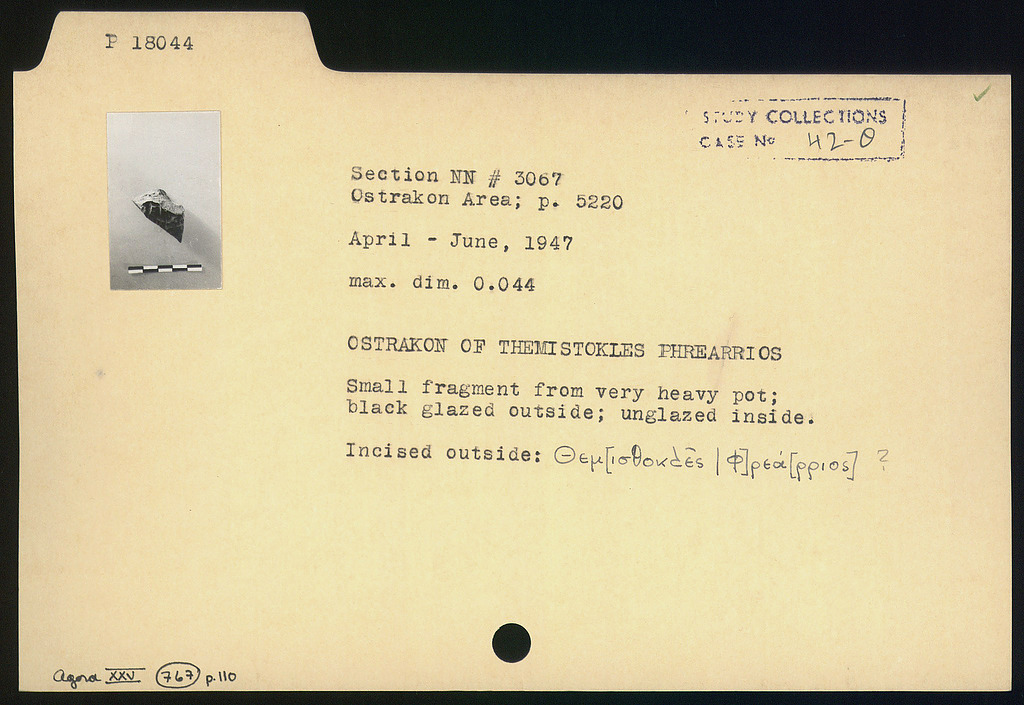 P 18044
STUDY COLLECTIONS
CASE No 42-0
Section NN # 3067
Ostrakon Area; p. 5220
April - June, 1947
max. dim. 0.044
OSTRAKON OF THEMISTOKLES PHREARRIOS
Small fragment from very heavy pot;
black glazed outside; unglazed inside.
Incised outside: Θεμ[ισθοκλε̃ς | Φ]ρεά[ρριος] ?
Agora XXV 767 p.110